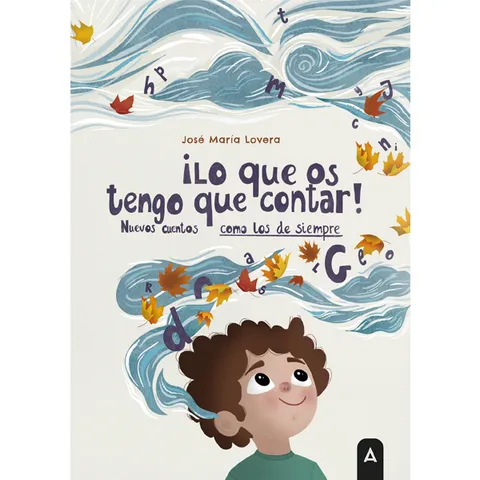 t
h p
m
y J
c
n i
José María Lovera
¡Lo que os
tengo que contar!
Nuevos cuentos como los de siempre
a L G e o
R d r s
d
A